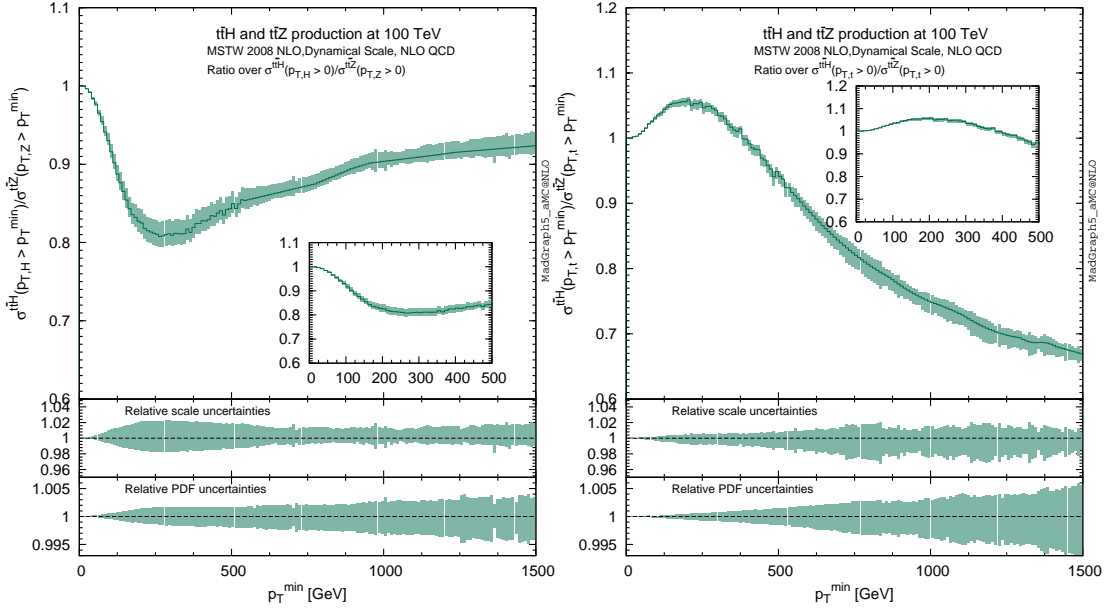 tt̄H and tt̄Z production at 100 TeV
MSTW 2008 NLO,Dynamical Scale, NLO QCD
Ratio over σ^tt̄H(p_T,H > 0)/σ^tt̄Z(p_T,Z > 0)
σ^tt̄H(p_T,H > p_T^min)/σ^tt̄Z(p_T,Z > p_T^min)
1.1
1
0.9
0.8
0.7
0.6
1.1
1
0.9
0.8
0.7
0.6
0 100 200 300 400 500
MadGraph5_aMC@NLO
Relative scale uncertainties
1.04
1.02
1
0.98
0.96
Relative PDF uncertainties
1.005
1
0.995
0 500 1000 1500
p_T^min [GeV]
tt̄H and tt̄Z production at 100 TeV
MSTW 2008 NLO,Dynamical Scale, NLO QCD
Ratio over σ^tt̄H(p_T,t > 0)/σ^tt̄Z(p_T,t > 0)
σ^tt̄H(p_T,t > p_T^min)/σ^tt̄Z(p_T,t > p_T^min)
1.2
1.1
1
0.9
0.8
0.7
0.6
1.2
1.1
1
0.9
0.8
0.7
0.6
0 100 200 300 400 500
MadGraph5_aMC@NLO
Relative scale uncertainties
1.04
1.02
1
0.98
0.96
Relative PDF uncertainties
1.005
1
0.995
0 500 1000 1500
p_T^min [GeV]